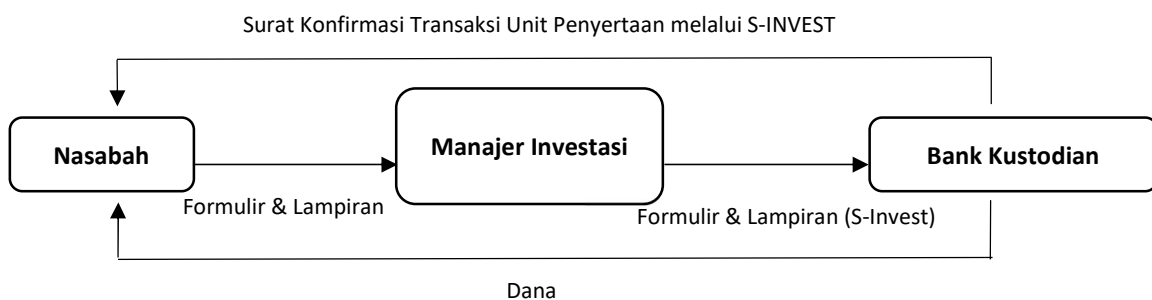 Surat Konfirmasi Transaksi Unit Penyertaan melalui S-INVEST
Nasabah
Manajer Investasi
Bank Kustodian
Formulir & Lampiran
Formulir & Lampiran (S-Invest)
Dana